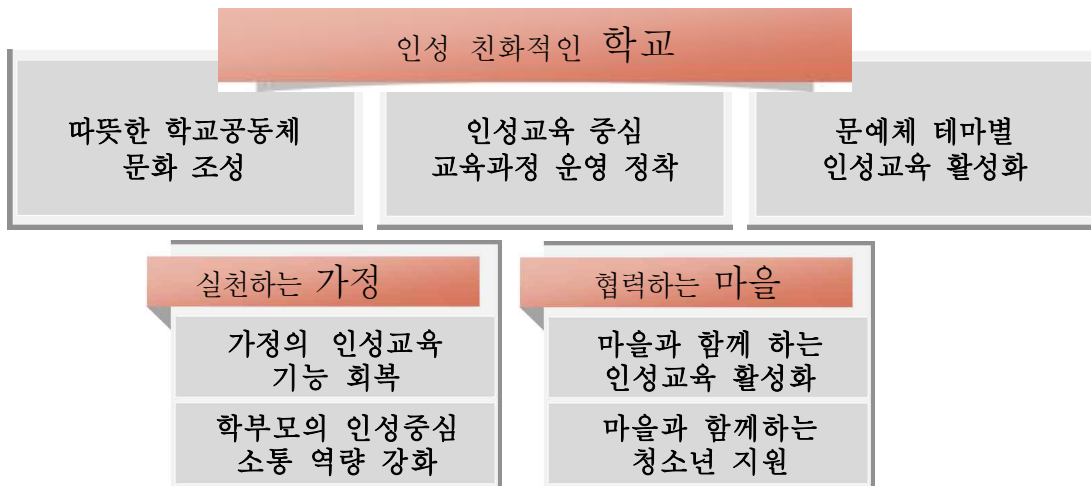 인성 친화적인 학교
따뜻한 학교공동체
문화 조성
인성교육 중심
교육과정 운영 정착
문예체 테마별
인성교육 활성화
실천하는 가정
가정의 인성교육
기능 회복
학부모의 인성중심
소통 역량 강화
협력하는 마을
마을과 함께 하는
인성교육 활성화
마을과 함께하는
청소년 지원